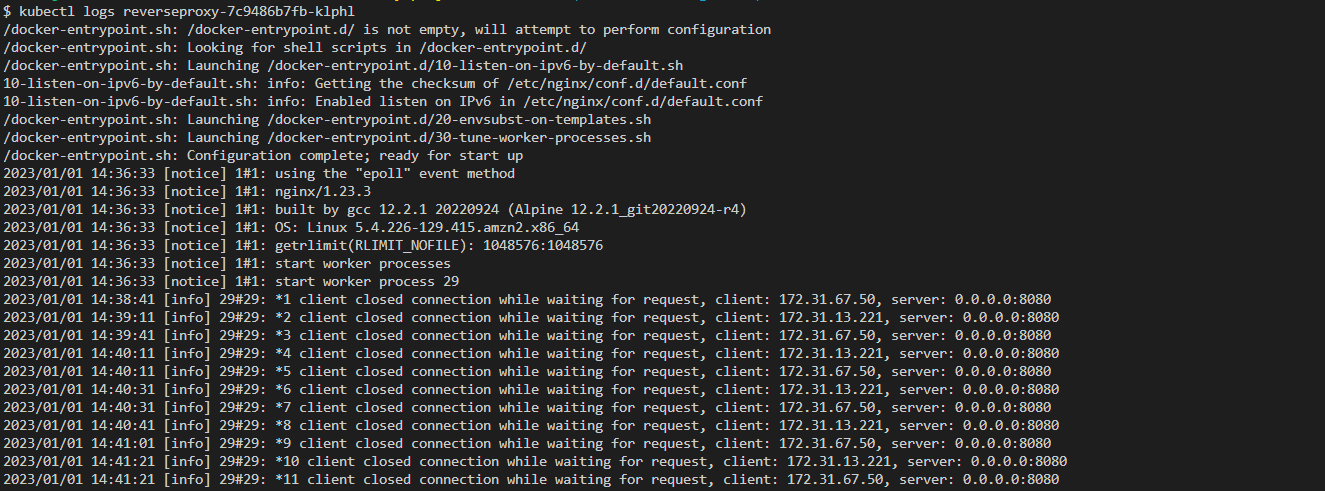 $ kubectl logs reverseproxy-7c9486b7fb-klphl
/docker-entrypoint.sh: /docker-entrypoint.d/ is not empty, will attempt to perform configuration
/docker-entrypoint.sh: Looking for shell scripts in /docker-entrypoint.d/
/docker-entrypoint.sh: Launching /docker-entrypoint.d/10-listen-on-ipv6-by-default.sh
10-listen-on-ipv6-by-default.sh: info: Getting the checksum of /etc/nginx/conf.d/default.conf
10-listen-on-ipv6-by-default.sh: info: Enabled listen on IPv6 in /etc/nginx/conf.d/default.conf
/docker-entrypoint.sh: Launching /docker-entrypoint.d/20-envsubst-on-templates.sh
/docker-entrypoint.sh: Launching /docker-entrypoint.d/30-tune-worker-processes.sh
/docker-entrypoint.sh: Configuration complete; ready for start up
2023/01/01 14:36:33 [notice] 1#1: using the "epoll" event method
2023/01/01 14:36:33 [notice] 1#1: nginx/1.23.3
2023/01/01 14:36:33 [notice] 1#1: built by gcc 12.2.1 20220924 (Alpine 12.2.1_git20220924-r4)
2023/01/01 14:36:33 [notice] 1#1: OS: Linux 5.4.226-129.415.amzn2.x86_64
2023/01/01 14:36:33 [notice] 1#1: getrlimit(RLIMIT_NOFILE): 1048576:1048576
2023/01/01 14:36:33 [notice] 1#1: start worker processes
2023/01/01 14:36:33 [notice] 1#1: start worker process 29
2023/01/01 14:38:41 [info] 29#29: *1 client closed connection while waiting for request, client: 172.31.67.50, server: 0.0.0.0:8080
2023/01/01 14:39:11 [info] 29#29: *2 client closed connection while waiting for request, client: 172.31.13.221, server: 0.0.0.0:8080
2023/01/01 14:39:41 [info] 29#29: *3 client closed connection while waiting for request, client: 172.31.67.50, server: 0.0.0.0:8080
2023/01/01 14:40:11 [info] 29#29: *4 client closed connection while waiting for request, client: 172.31.13.221, server: 0.0.0.0:8080
2023/01/01 14:40:11 [info] 29#29: *5 client closed connection while waiting for request, client: 172.31.67.50, server: 0.0.0.0:8080
2023/01/01 14:40:31 [info] 29#29: *6 client closed connection while waiting for request, client: 172.31.13.221, server: 0.0.0.0:8080
2023/01/01 14:40:31 [info] 29#29: *7 client closed connection while waiting for request, client: 172.31.67.50, server: 0.0.0.0:8080
2023/01/01 14:40:41 [info] 29#29: *8 client closed connection while waiting for request, client: 172.31.13.221, server: 0.0.0.0:8080
2023/01/01 14:41:01 [info] 29#29: *9 client closed connection while waiting for request, client: 172.31.67.50, server: 0.0.0.0:8080
2023/01/01 14:41:21 [info] 29#29: *10 client closed connection while waiting for request, client: 172.31.13.221, server: 0.0.0.0:8080
2023/01/01 14:41:21 [info] 29#29: *11 client closed connection while waiting for request, client: 172.31.67.50, server: 0.0.0.0:8080